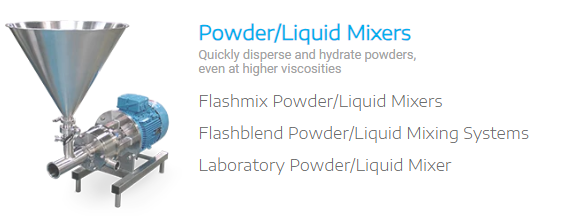 Powder/Liquid Mixers
Quickly disperse and hydrate powders,
even at higher viscosities
Flashmix Powder/Liquid Mixers
Flashblend Powder/Liquid Mixing Systems
Laboratory Powder/Liquid Mixer